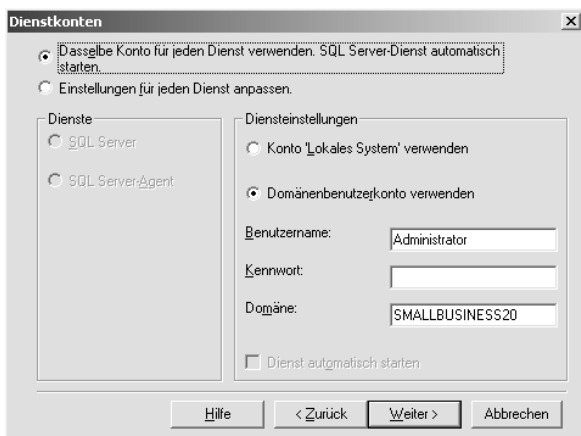 Dienstkonten
Dasselbe Konto für jeden Dienst verwenden. SQL Server-Dienst automatisch
starten.
Einstellungen für jeden Dienst anpassen.
Dienste
SQL Server
SQL Server-Agent
Diensteinstellungen
Konto 'Lokales System' verwenden
Domänenbenutzerkonto verwenden
Benutzername:
Administrator
Kennwort:
Domäne:
SMALLBUSINESS20
Dienst automatisch starten
Hilfe
< Zurück
Weiter >
Abbrechen